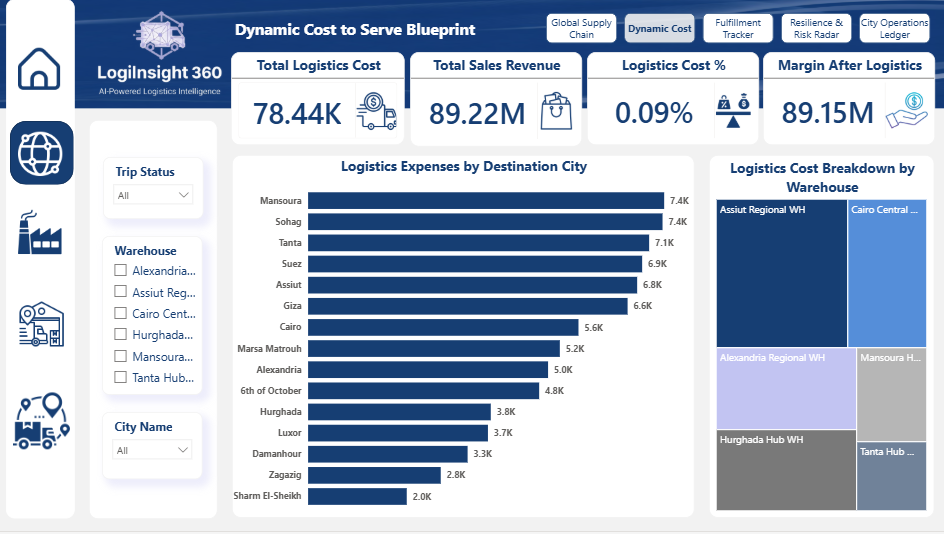 Dynamic Cost to Serve Blueprint
Global Supply
Chain
Dynamic Cost
Fulfillment
Tracker
Resilience &
Risk Radar
City Operations
Ledger
LogiInsight 360
AI-Powered Logistics Intelligence
Total Logistics Cost
78.44K
Total Sales Revenue
89.22M
Logistics Cost %
0.09%
Margin After Logistics
89.15M
Trip Status
All
Warehouse
Alexandria...
Assiut Reg...
Cairo Cent...
Hurghada...
Mansoura...
Tanta Hub...
City Name
All
Logistics Expenses by Destination City
Mansoura 7.4K
Sohag 7.4K
Tanta 7.1K
Suez 6.9K
Assiut 6.8K
Giza 6.6K
Cairo 5.6K
Marsa Matrouh 5.2K
Alexandria 5.0K
6th of October 4.8K
Hurghada 3.8K
Luxor 3.7K
Damanhour 3.3K
Zagazig 2.8K
Sharm El-Sheikh 2.0K
Logistics Cost Breakdown by
Warehouse
Assiut Regional WH
Cairo Central ...
Alexandria Regional WH
Mansoura H...
Hurghada Hub WH
Tanta Hub ...